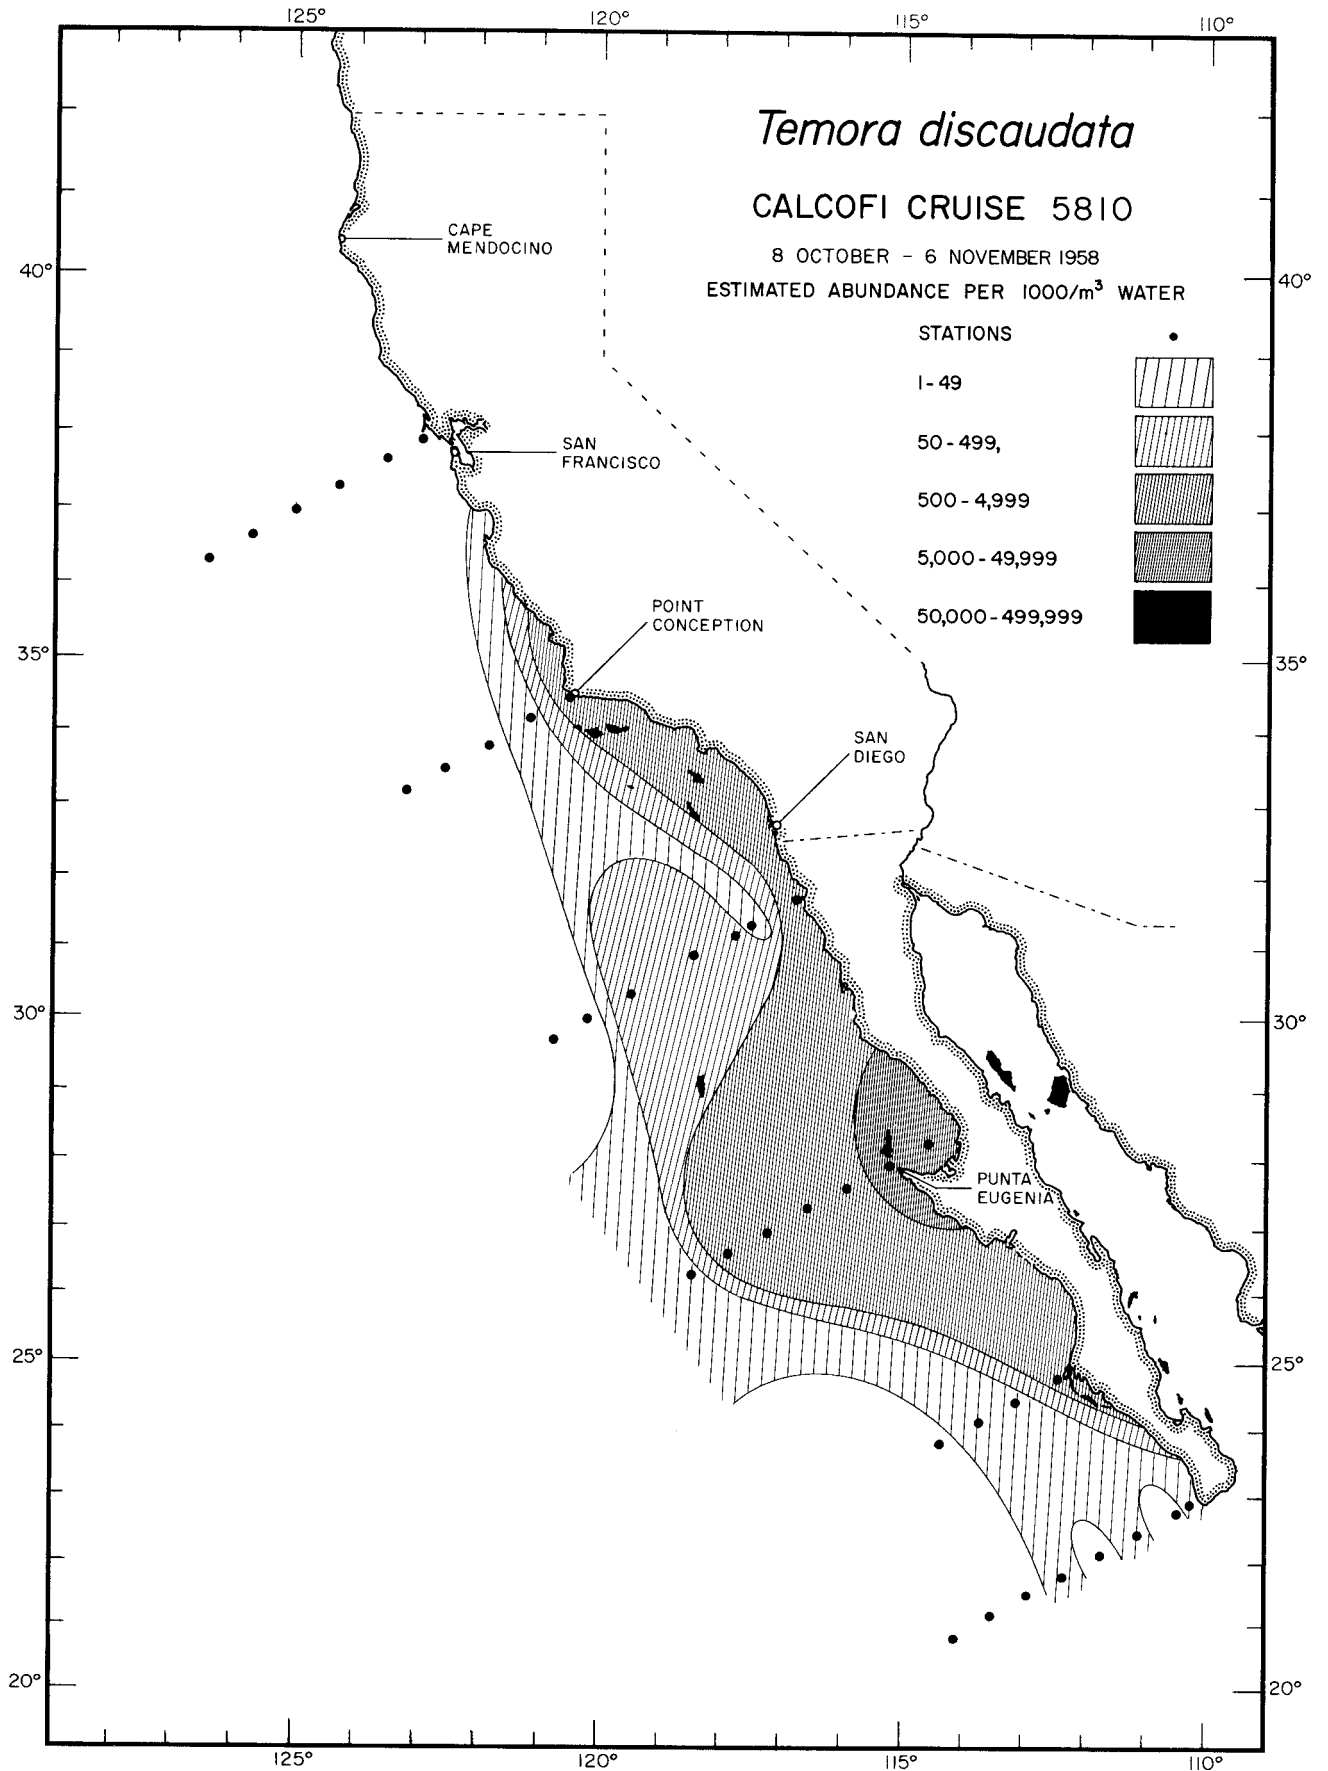 125° 120° 115° 110°
Temora discaudata
CALCOFI CRUISE 5810
8 OCTOBER - 6 NOVEMBER 1958
ESTIMATED ABUNDANCE PER 1000/m³ WATER
STATIONS
1-49
50-499,
500-4,999
5,000-49,999
50,000-499,999
CAPE
MENDOCINO
40° 40°
SAN
FRANCISCO
POINT
CONCEPTION
35° 35°
SAN
DIEGO
30° 30°
PUNTA
EUGENIA
25° 25°
20° 20°
125° 120° 115° 110°